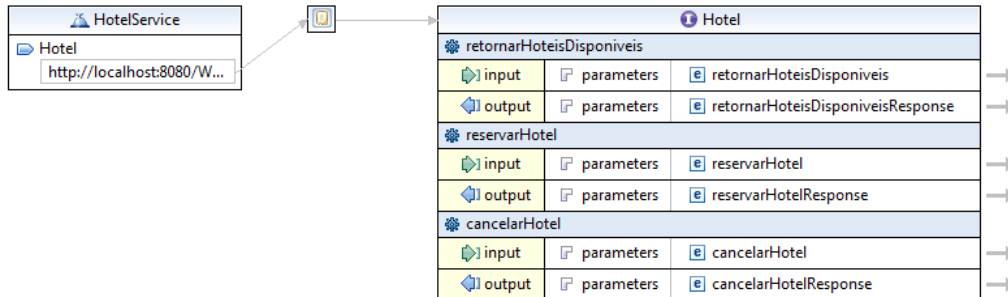 HotelService
Hotel
http://localhost:8080/W...
Hotel
retornarHoteisDisponiveis
input parameters e retornarHoteisDisponiveis
output parameters e retornarHoteisDisponiveisResponse
reservarHotel
input parameters e reservarHotel
output parameters e reservarHotelResponse
cancelarHotel
input parameters e cancelarHotel
output parameters e cancelarHotelResponse